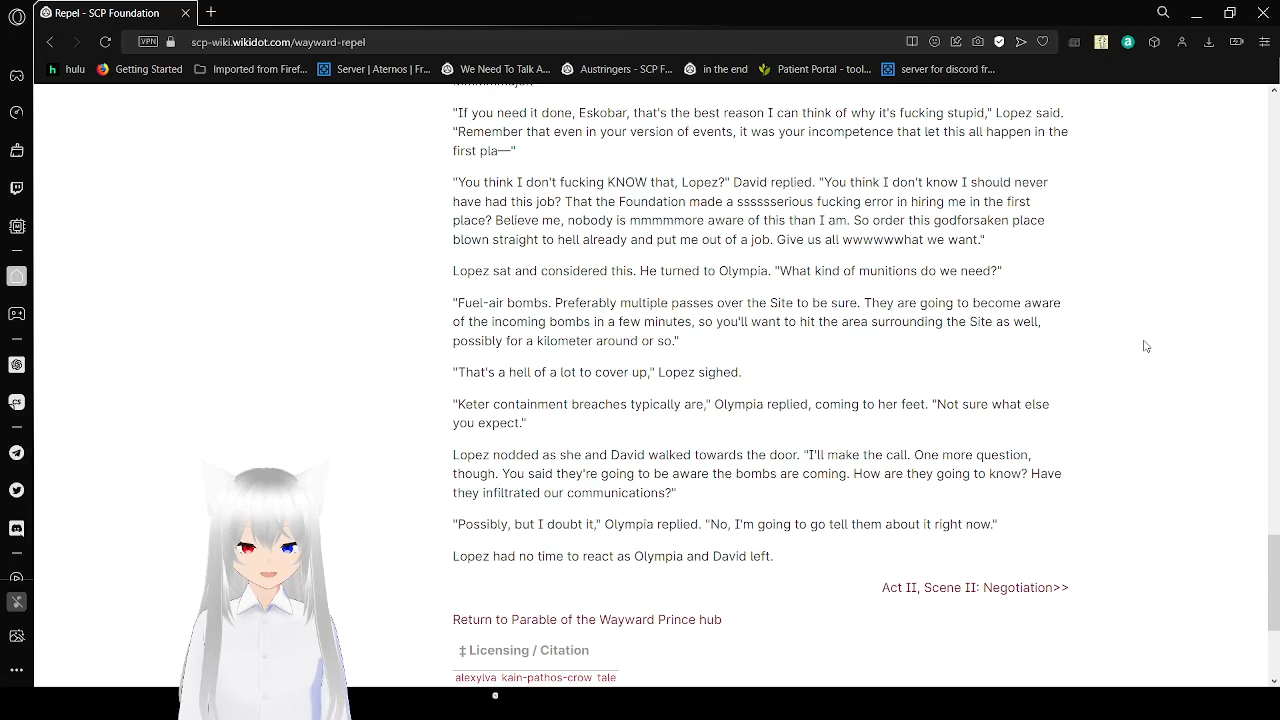 Repel - SCP Foundation
VPN
scp-wiki.wikidot.com/wayward-repel
hulu
Getting Started
Imported from Firef...
Server | Aternos | Fr...
We Need To Talk A...
Austringers - SCP F...
in the end
Patient Portal - tool...
server for discord fr...
"If you need it done, Eskobar, that's the best reason I can think of why it's fucking stupid," Lopez said.
"Remember that even in your version of events, it was your incompetence that let this all happen in the
first pla—"
"You think I don't fucking KNOW that, Lopez?" David replied. "You think I don't know I should never
have had this job? That the Foundation made a sssssserious fucking error in hiring me in the first
place? Believe me, nobody is mmmmmore aware of this than I am. So order this godforsaken place
blown straight to hell already and put me out of a job. Give us all wwwwwwhat we want."
Lopez sat and considered this. He turned to Olympia. "What kind of munitions do we need?"
"Fuel-air bombs. Preferably multiple passes over the Site to be sure. They are going to become aware
of the incoming bombs in a few minutes, so you'll want to hit the area surrounding the Site as well,
possibly for a kilometer around or so."
"That's a hell of a lot to cover up," Lopez sighed.
"Keter containment breaches typically are," Olympia replied, coming to her feet. "Not sure what else
you expect."
Lopez nodded as she and David walked towards the door. "I'll make the call. One more question,
though. You said they're going to be aware the bombs are coming. How are they going to know? Have
they infiltrated our communications?"
"Possibly, but I doubt it," Olympia replied. "No, I'm going to go tell them about it right now."
Lopez had no time to react as Olympia and David left.
Act II, Scene II: Negotiation>>
Return to Parable of the Wayward Prince hub
‡ Licensing / Citation
alexylva kain-pathos-crow tale